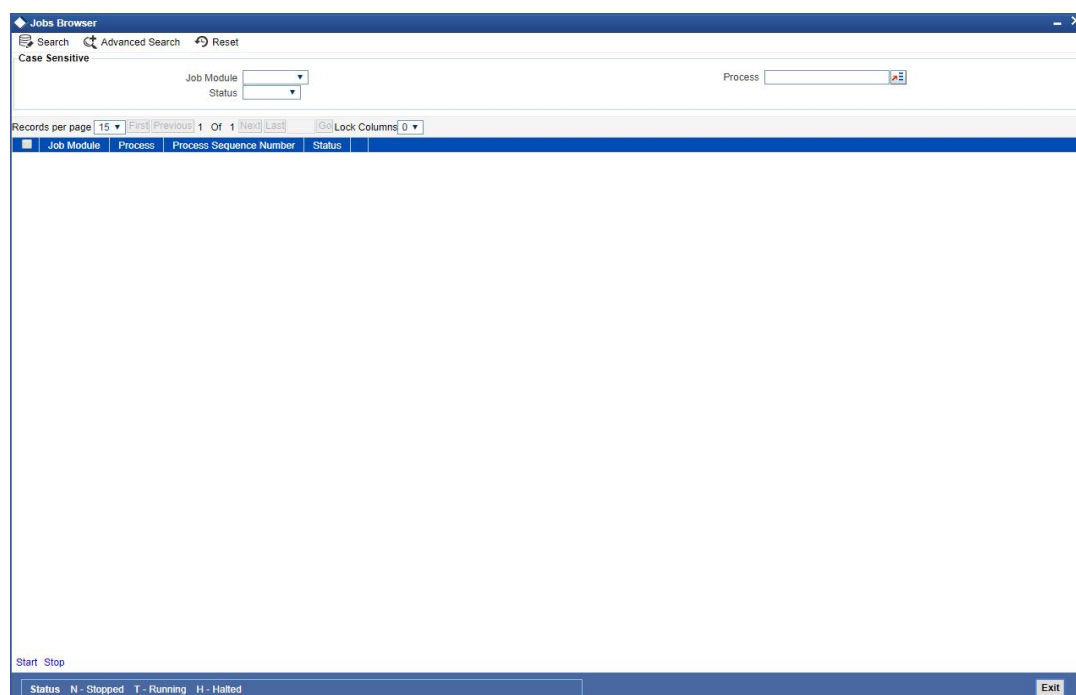 Jobs Browser
Search Advanced Search Reset
Case Sensitive
Job Module Process
Status
Records per page 15 First Previous 1 Of 1 Next Last Go Lock Columns 0
Job Module Process Process Sequence Number Status
Start Stop
Status N - Stopped T - Running H - Halted Exit